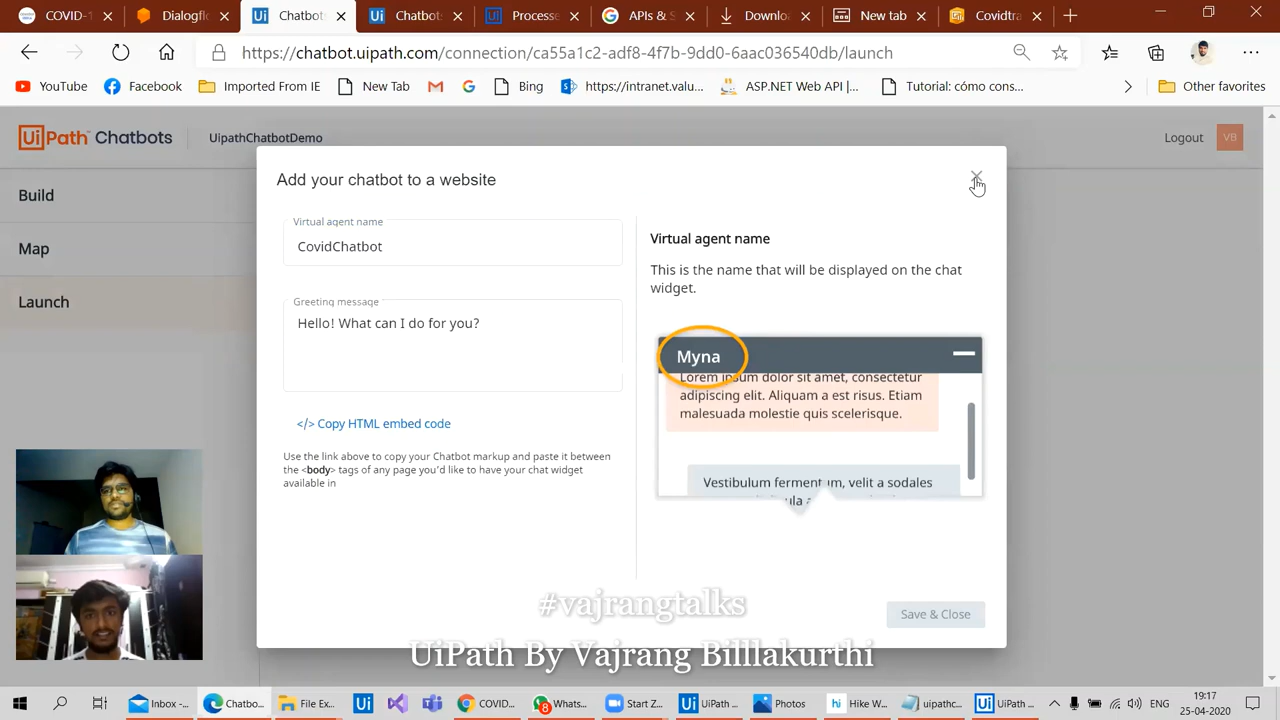 COVID-1
Dialogfl
Chatbots
Chatbots
Processe
APIs & S
Downloa
New tab
Covidtra
https://chatbot.uipath.com/connection/ca55a1c2-adf8-4f7b-9dd0-6aac036540db/launch
YouTube
Facebook
Imported From IE
New Tab
Bing
https://intranet.valu...
ASP.NET Web API |...
Tutorial: cómo cons...
Other favorites
UiPath™ Chatbots
UipathChatbotDemo
Logout
VB
Build
Map
Launch
Add your chatbot to a website
Virtual agent name
CovidChatbot
Greeting message
Hello! What can I do for you?
</> Copy HTML embed code
Use the link above to copy your Chatbot markup and paste it between
the <body> tags of any page you'd like to have your chat widget
available in
Virtual agent name
This is the name that will be displayed on the chat
widget.
Myna
Lorem ipsum dolor sit amet, consectetur
adipiscing elit. Aliquam a est risus. Etiam
malesuada molestie quis scelerisque.
Vestibulum fermentum, velit a sodales
Save & Close
#vajrangtalks
UiPath By Vajrang Billlakurthi
Inbox -...
Chatbo...
File Ex...
Ui
COVID...
8
Whats...
Start Z...
UiPath ...
Photos
hi
Hike W...
uipathc...
UiPath ...
19:17
25-04-2020